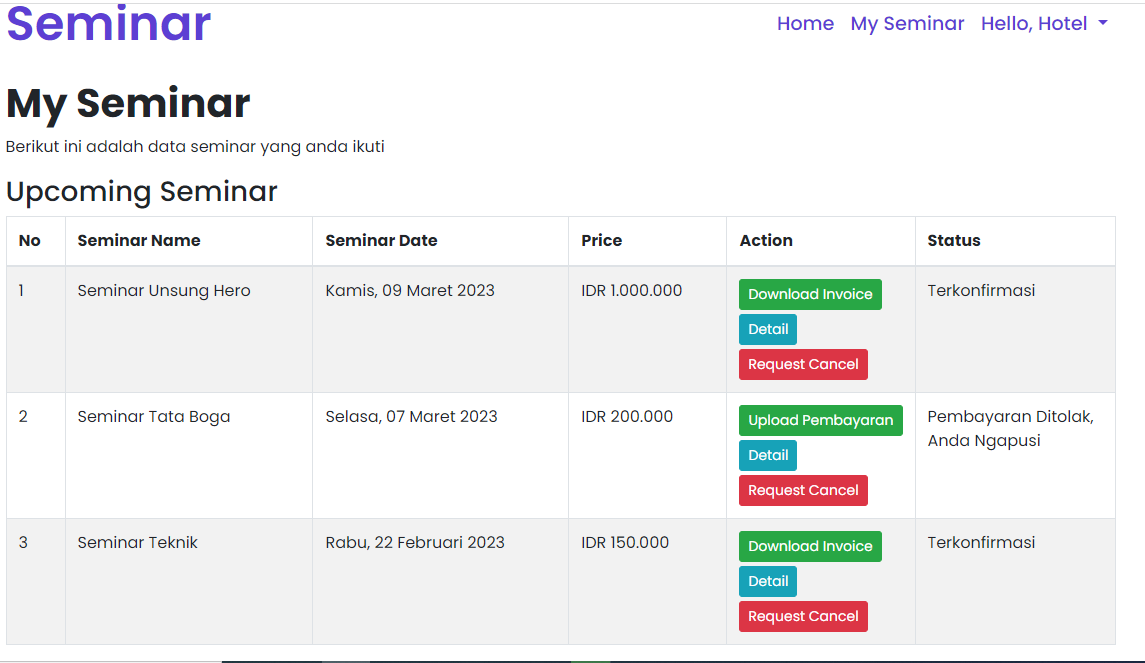 Seminar
Home My Seminar Hello, Hotel
My Seminar
Berikut ini adalah data seminar yang anda ikuti
Upcoming Seminar
No Seminar Name Seminar Date Price Action Status
1 Seminar Unsung Hero Kamis, 09 Maret 2023 IDR 1.000.000 Download Invoice Terkonfirmasi
Detail
Request Cancel
2 Seminar Tata Boga Selasa, 07 Maret 2023 IDR 200.000 Upload Pembayaran Pembayaran Ditolak,
Anda Ngapusi
Detail
Request Cancel
3 Seminar Teknik Rabu, 22 Februari 2023 IDR 150.000 Download Invoice Terkonfirmasi
Detail
Request Cancel